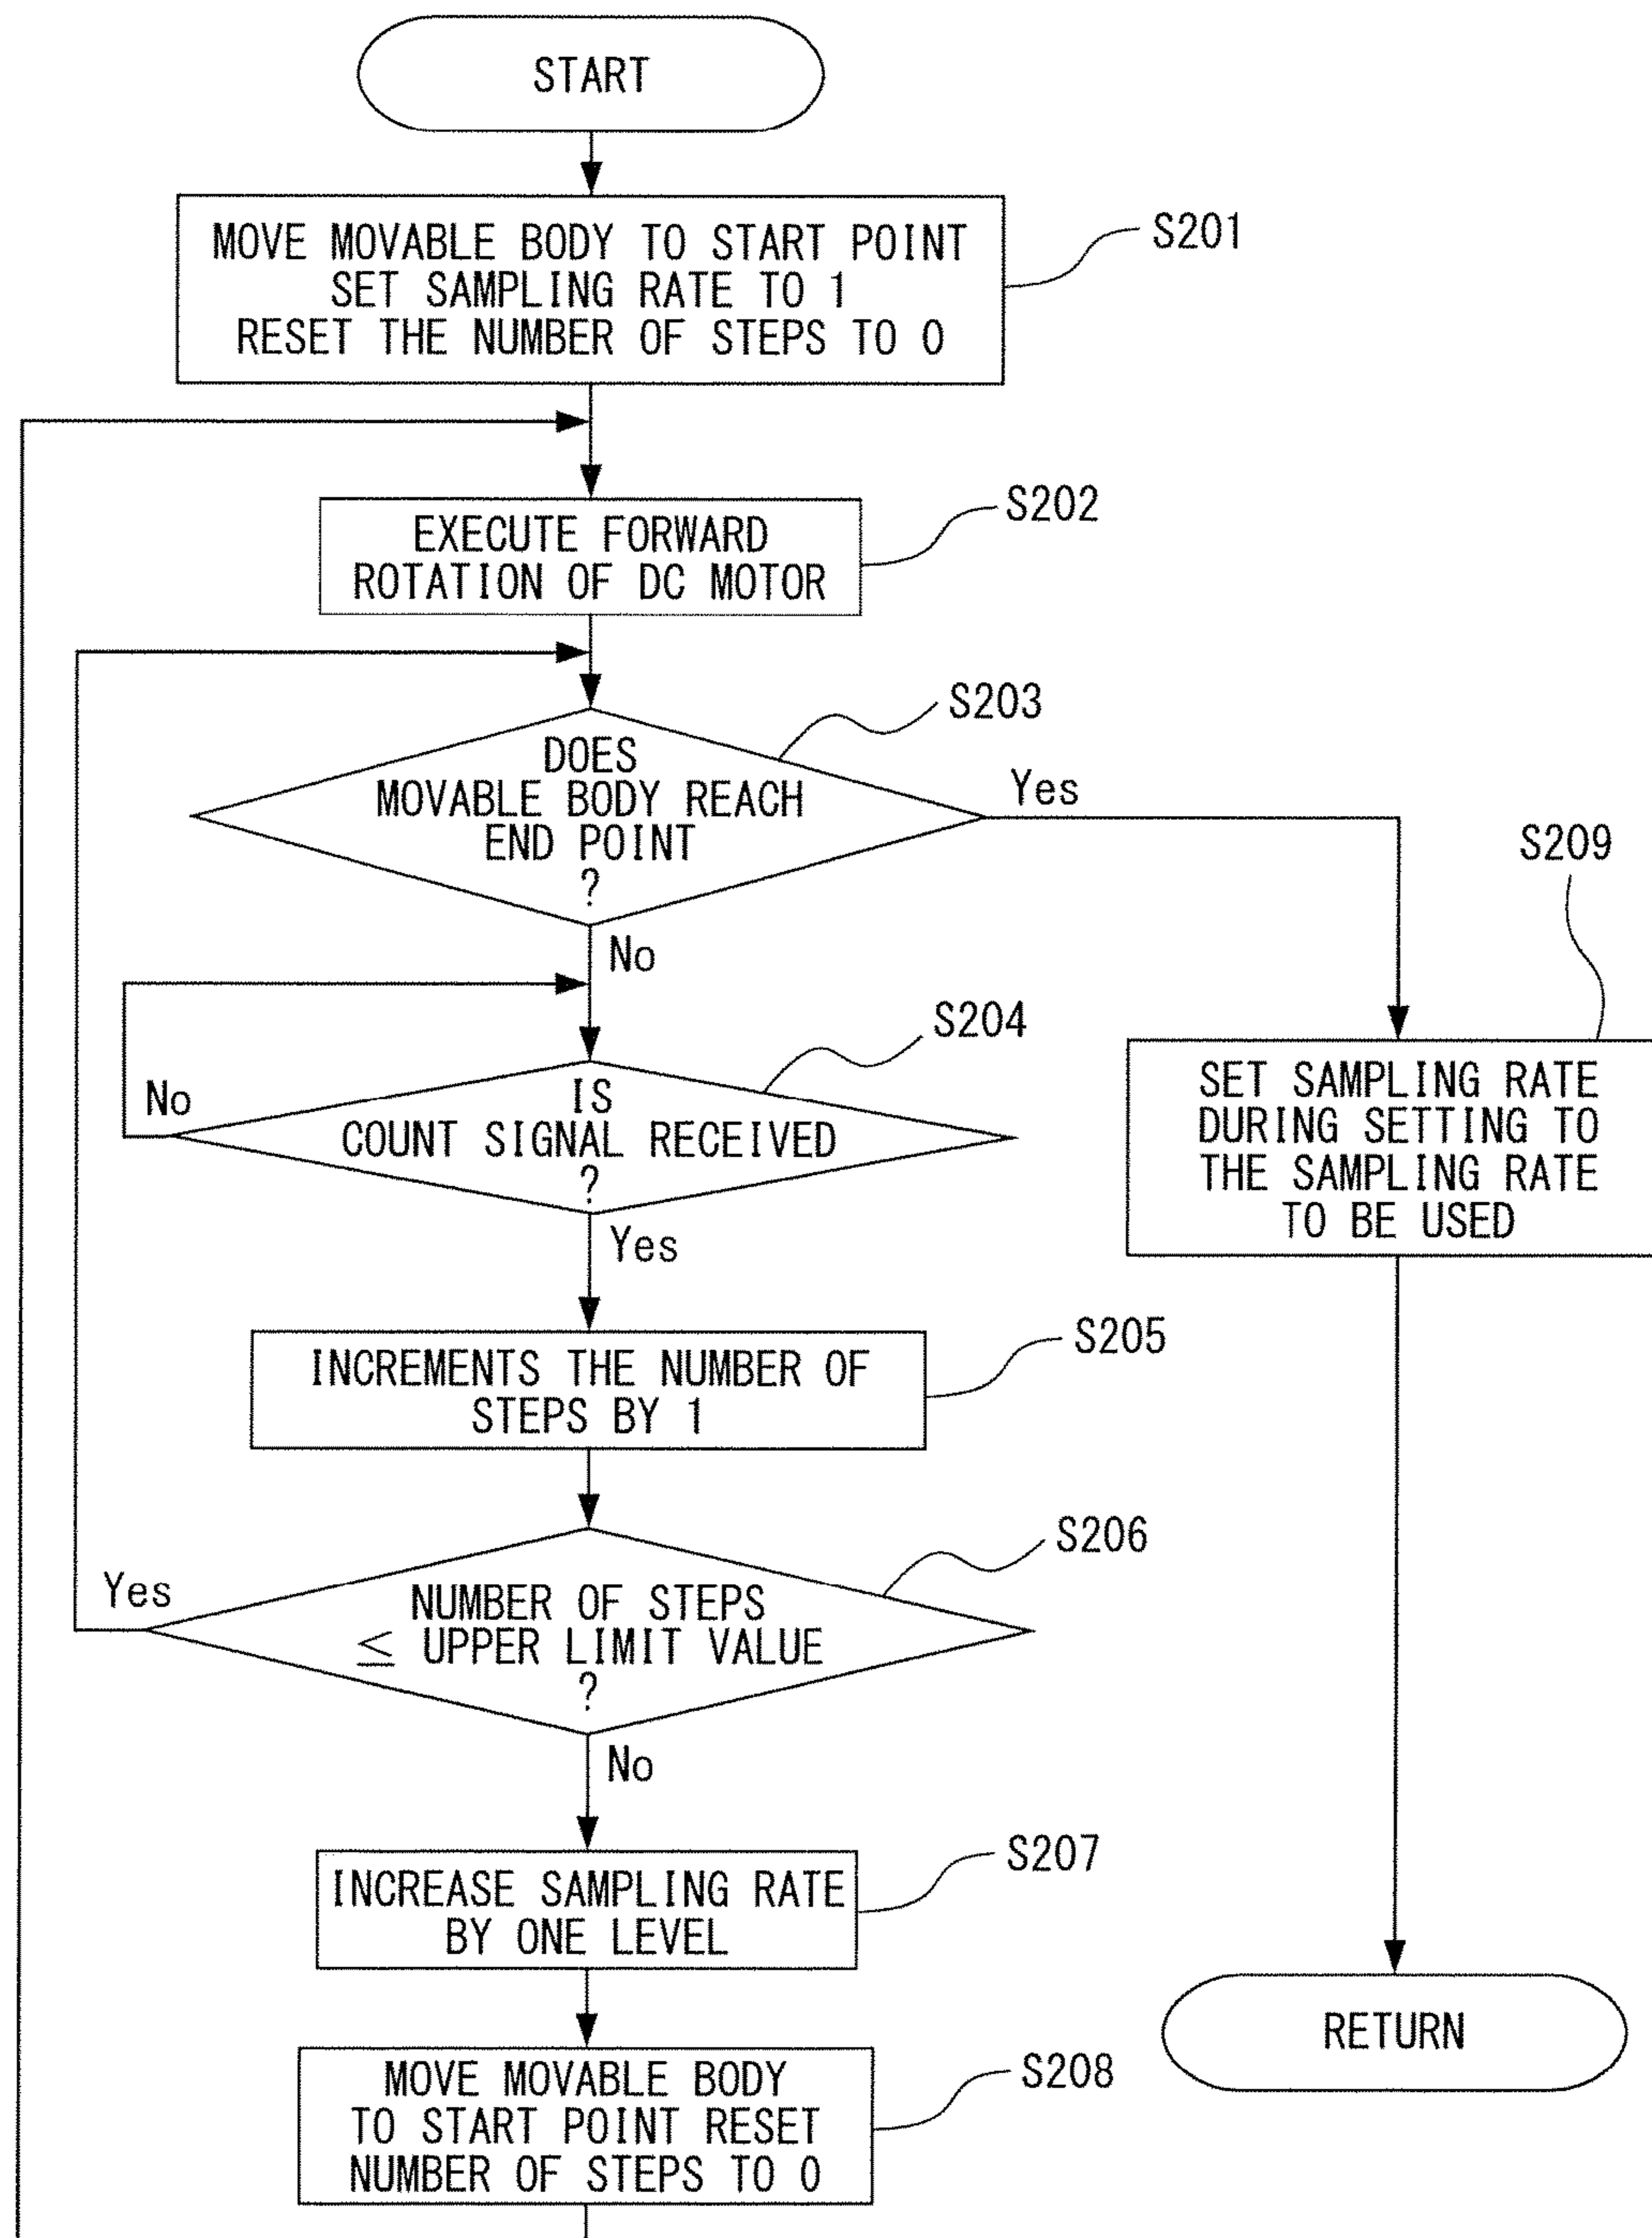 START
MOVE MOVABLE BODY TO START POINT
SET SAMPLING RATE TO 1
RESET THE NUMBER OF STEPS TO 0
S201
EXECUTE FORWARD
ROTATION OF DC MOTOR
S202
DOES
MOVABLE BODY REACH
END POINT
?
S203
Yes
No
IS
COUNT SIGNAL RECEIVED
?
S204
No
Yes
INCREMENTS THE NUMBER OF
STEPS BY 1
S205
NUMBER OF STEPS
≤ UPPER LIMIT VALUE
?
S206
Yes
No
INCREASE SAMPLING RATE
BY ONE LEVEL
S207
MOVE MOVABLE BODY
TO START POINT RESET
NUMBER OF STEPS TO 0
S208
S209
SET SAMPLING RATE
DURING SETTING TO
THE SAMPLING RATE
TO BE USED
RETURN